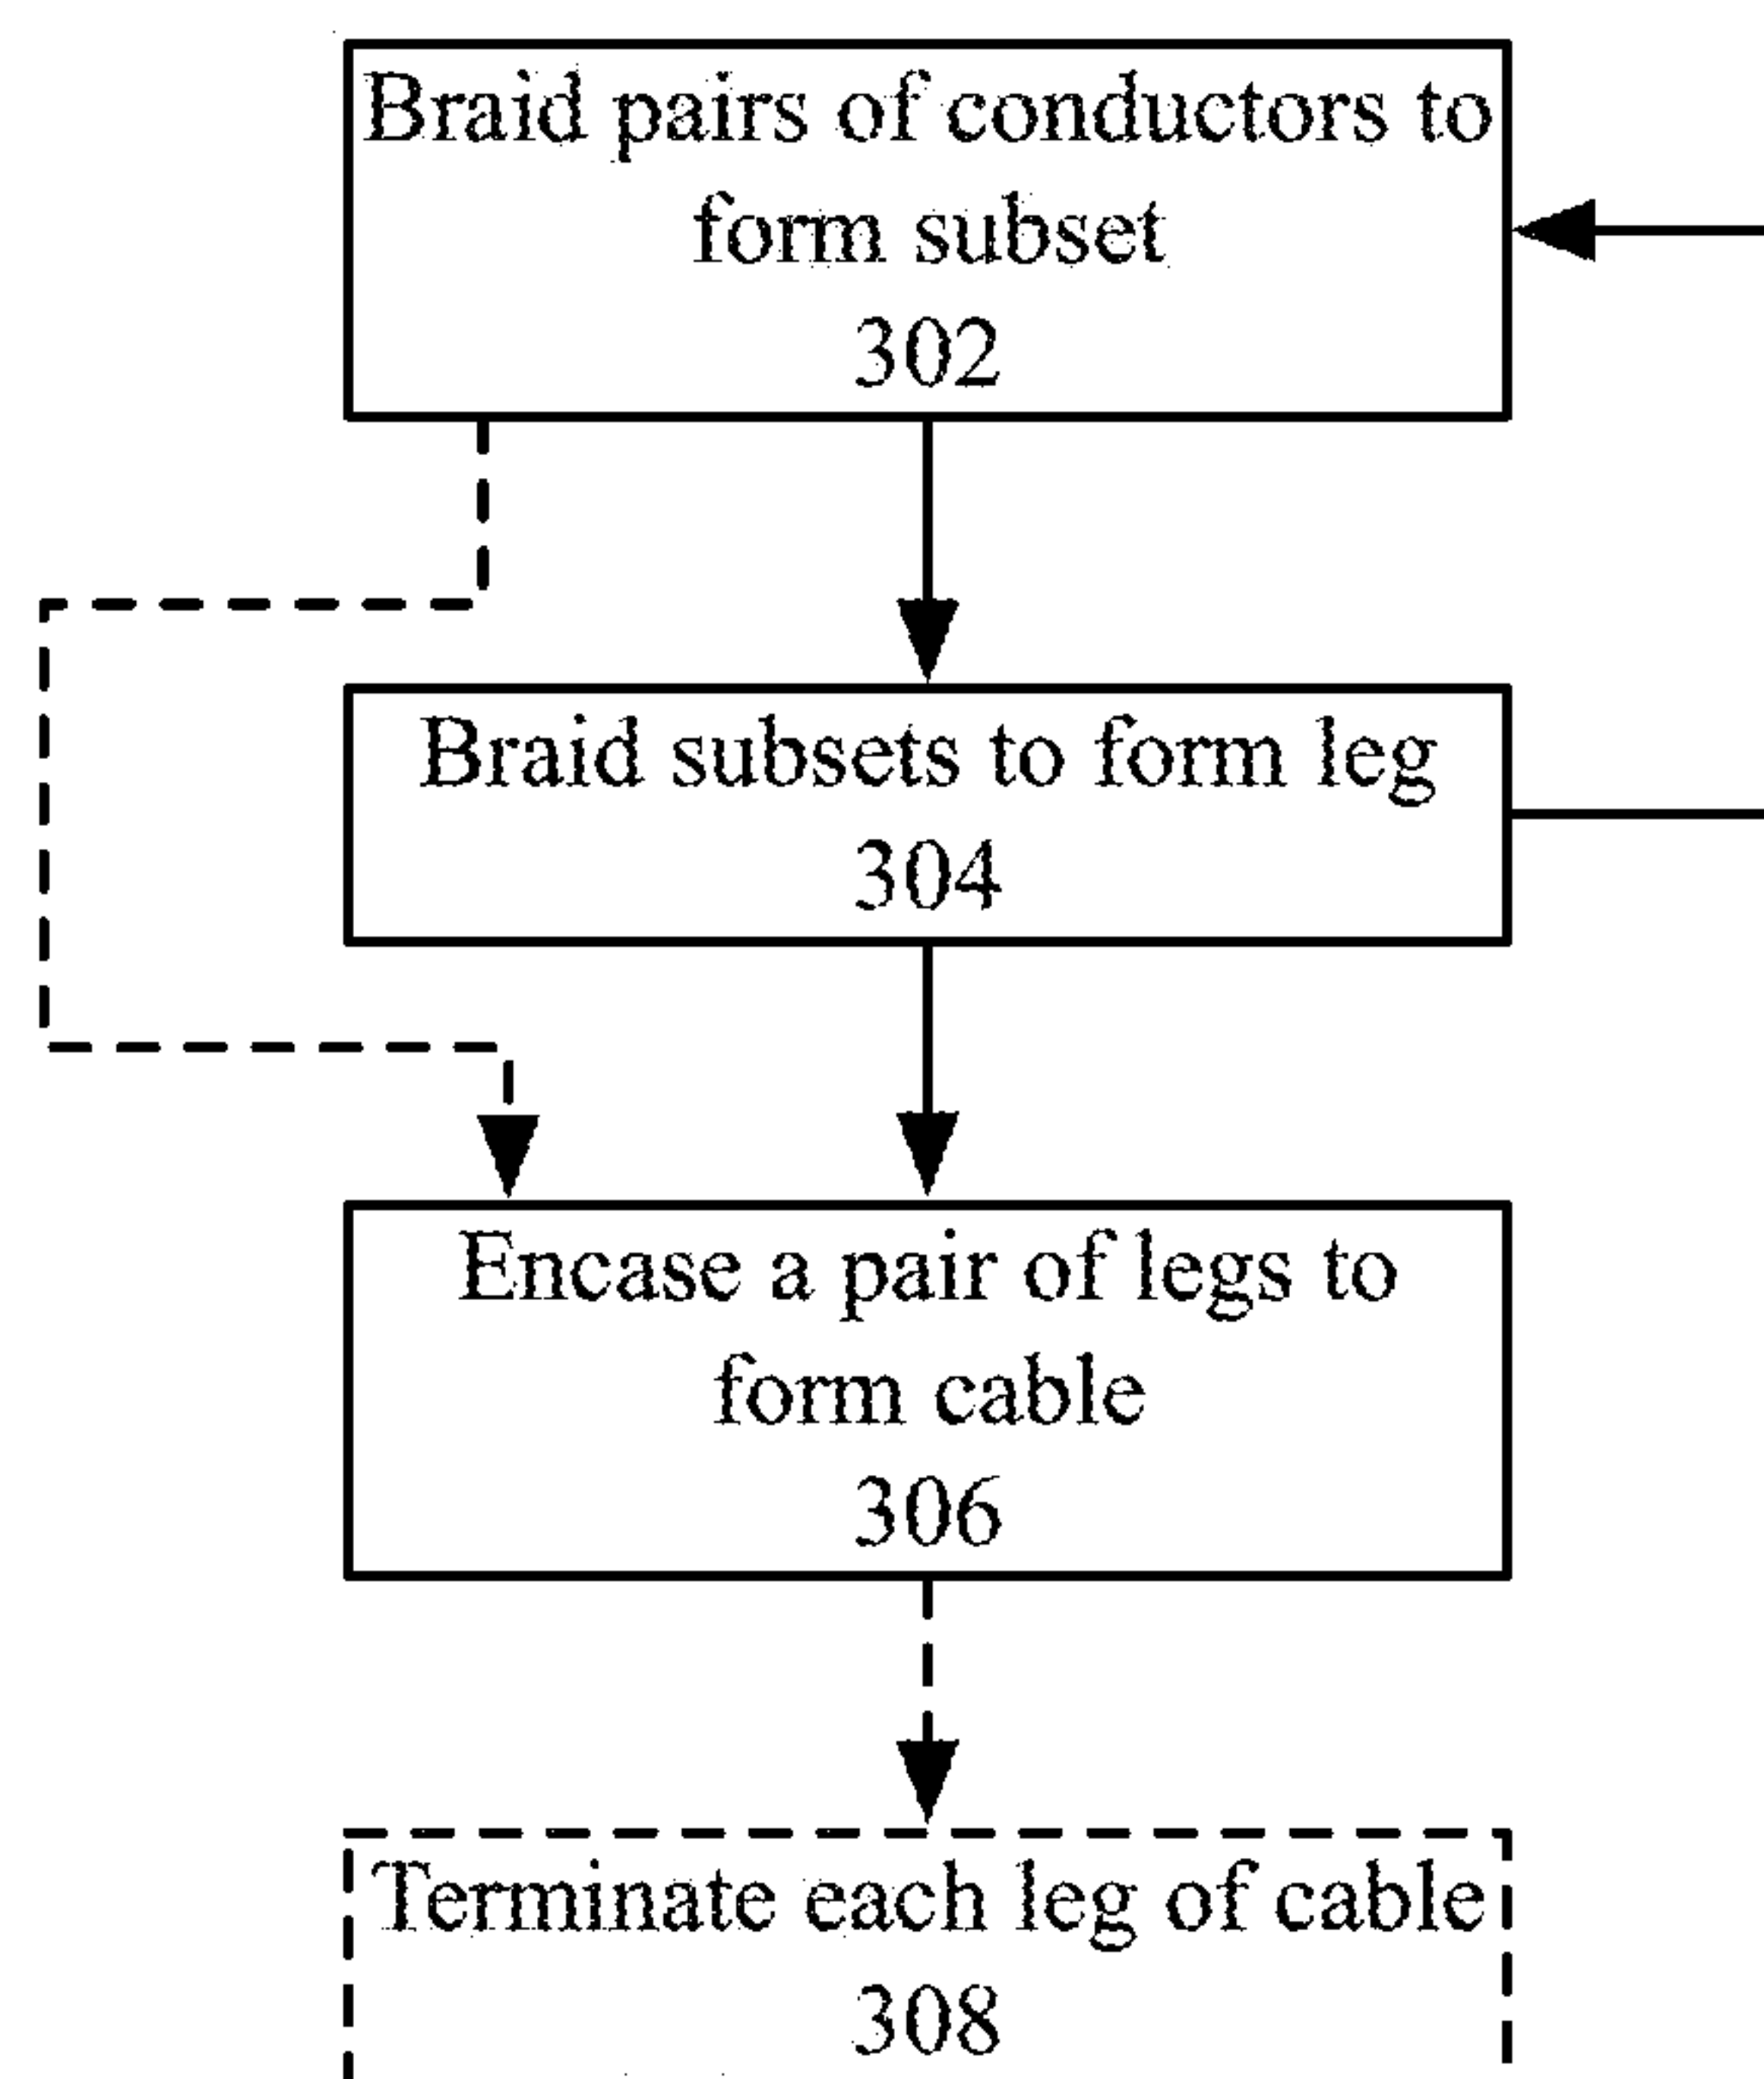 Braid pairs of conductors to
form subset
302
Braid subsets to form leg
304
Encase a pair of legs to
form cable
306
Terminate each leg of cable
308